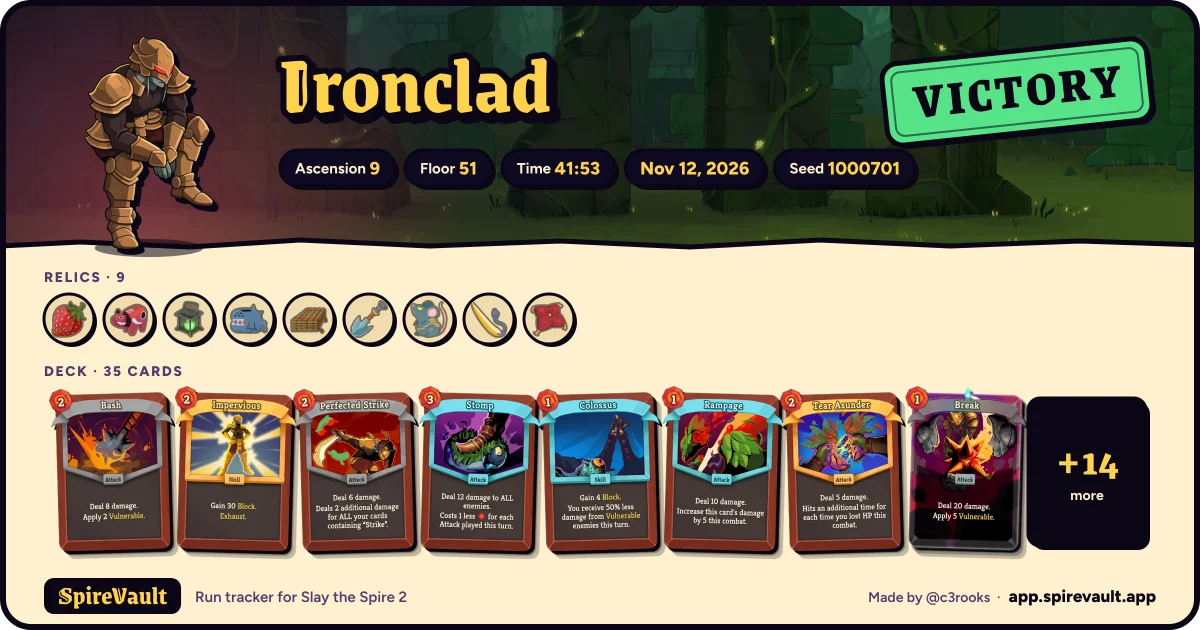 Ironclad
VICTORY
Ascension 9
Floor 51
Time 41:53
Nov 12, 2026
Seed 1000701
RELICS · 9
DECK · 35 CARDS
2
Bash
Attack
Deal 8 damage.
Apply 2 Vulnerable.
2
Impervious
Skill
Gain 30 Block.
Exhaust.
2
Perfected Strike
Attack
Deal 6 damage.
Deals 2 additional damage
for ALL your cards
containing "Strike".
3
Stomp
Attack
Deal 12 damage to ALL
enemies.
Costs 1 less for each
Attack played this turn.
1
Colossus
Skill
Gain 4 Block.
You receive 50% less
damage from Vulnerable
enemies this turn.
1
Rampage
Attack
Deal 10 damage.
Increase this card's damage
by 5 this combat.
2
Tear Asunder
Attack
Deal 5 damage.
Hits an additional time for
each time you lost HP this
combat.
1
Break
Attack
Deal 20 damage.
Apply 5 Vulnerable.
+14
more
SpireVault
Run tracker for Slay the Spire 2
Made by @c3rooks · app.spirevault.app